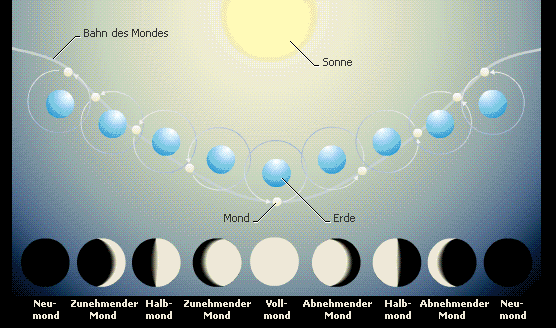 Bahn des Mondes
Sonne
Mond
Erde
Neu-
mond
Zunehmender
Mond
Halb-
mond
Zunehmender
Mond
Voll-
mond
Abnehmender
Mond
Halb-
mond
Abnehmender
Mond
Neu-
mond